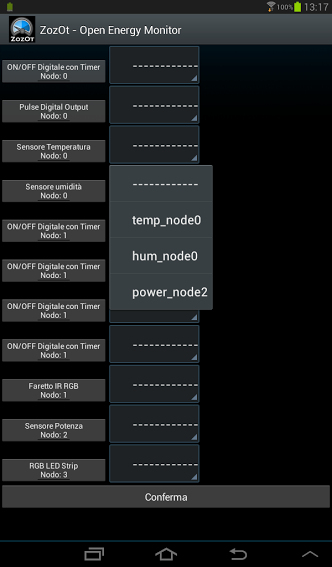 100% 13:17
ZozOt
ZozOt - Open Energy Monitor
ON/OFF Digitale con Timer
Nodo: 0
------------
Pulse Digital Output
Nodo: 0
------------
Sensore Temperatura
Nodo: 0
------------
Sensore umidità
Nodo: 0
------------
ON/OFF Digitale con Timer
Nodo: 1
temp_node0
ON/OFF Digitale con Timer
Nodo: 1
hum_node0
ON/OFF Digitale con Timer
Nodo: 1
power_node2
ON/OFF Digitale con Timer
Nodo: 1
------------
Faretto IR RGB
Nodo: 1
------------
Sensore Potenza
Nodo: 2
------------
RGB LED Strip
Nodo: 3
------------
Conferma